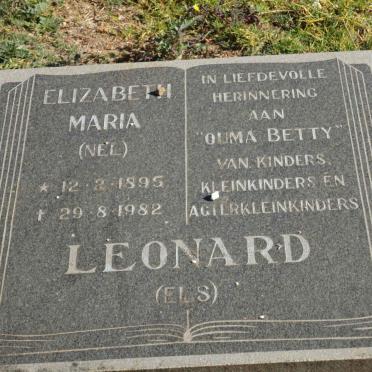 ELIZABETH
MARIA
(NEL)
* 12-2-1895
† 29-8-1982
IN LIEFDEVOLLE
HERINNERING
AAN
"OUMA BETTY"
VAN KINDERS,
KLEINKINDERS EN
AGTERKLEINKINDERS
LEONARD
(ELS)